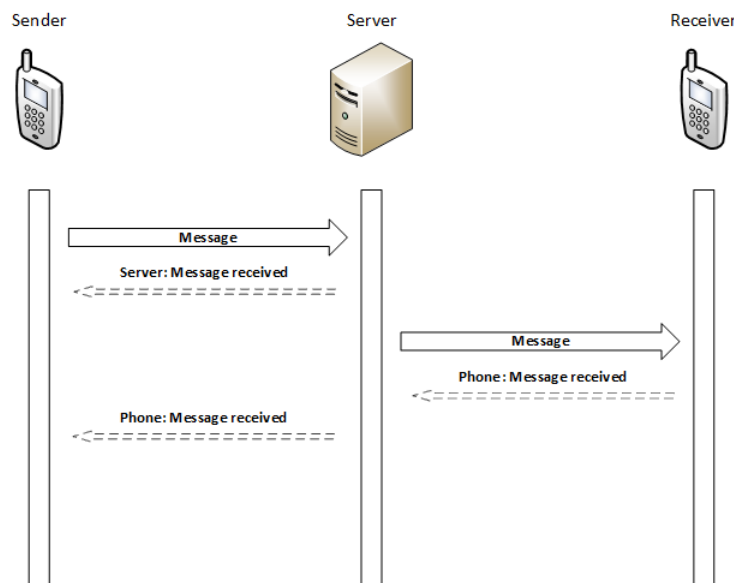 Sender
Server
Receiver
Message
Server: Message received
Message
Phone: Message received
Phone: Message received